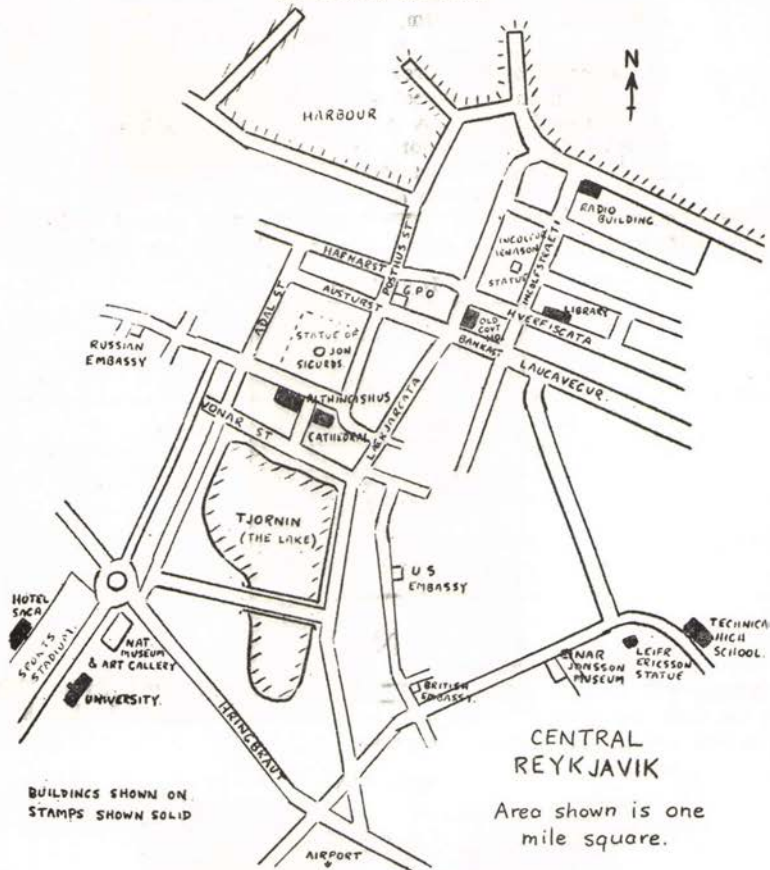 HARBOUR
N
RADIO
BUILDING
INGOLFUR
ARNASON
STATUE
INGOLFSTRAETI
HAFNARST
POSTHUS ST
GPO
AUSTURST
ADAL ST
LIBRARY
HVERFISGATA
OLD
GOVT
HQ
BANKAST
LAUGAVEGUR.
RUSSIAN
EMBASSY
STATUE OF
JON
SIGURDS.
ALTHINGISHUS
VONAR ST
CATHEDRAL
LAEKJARGATA
TJORNIN
(THE LAKE)
U S
EMBASSY
HOTEL
SAGA
SPORTS
STADIUM.
NAT
MUSEUM
& ART GALLERY
UNIVERSITY.
HRINGBRAUT
BRITISH
EMBASSY.
EINAR
JONSSON
MUSEUM
LEIFR
ERICSSON
STATUE
TECHNICA
HIGH
SCHOOL.
CENTRAL
REYKJAVIK
BUILDINGS SHOWN ON
STAMPS SHOWN SOLID
Area shown is one
mile square.
AIRPORT